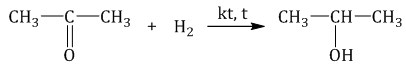 CH₃—C—CH₃ + H₂ kt, t CH₃—CH—CH₃
O OH